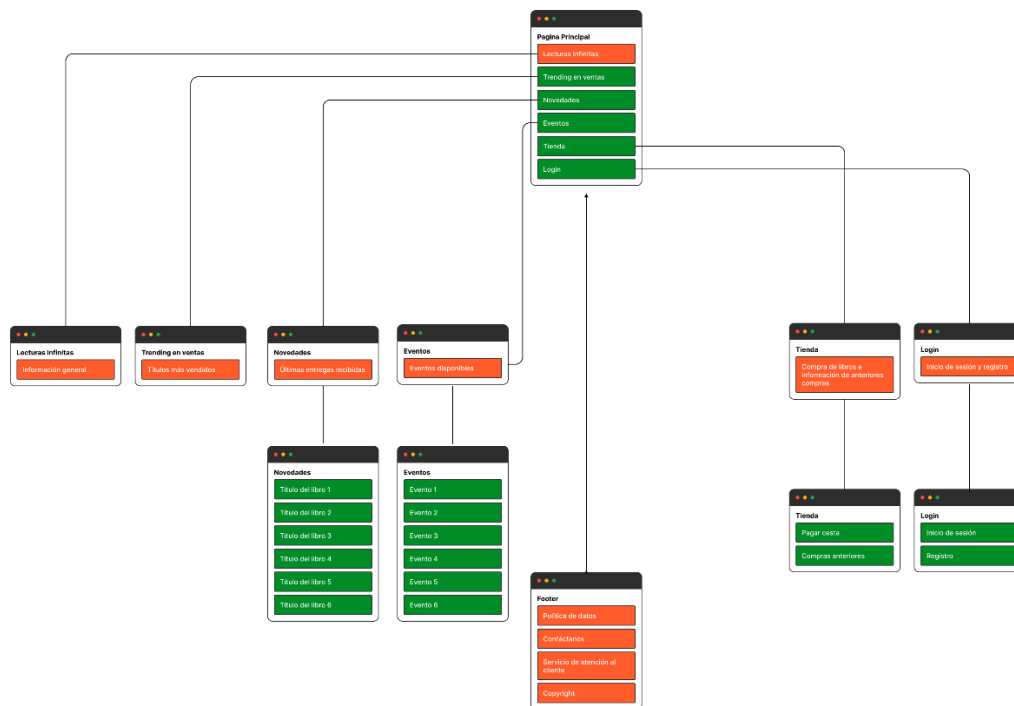 Pagina Principal
Lecturas Infinitas
Trending en ventas
Novedades
Eventos
Tienda
Login
Lecturas Infinitas
Información general
Trending en ventas
Títulos más vendidos
Novedades
Últimas entregas recibidas
Eventos
Eventos disponibles
Tienda
Compra de libros e
información de anteriores
compras
Login
Inicio de sesión y registro
Novedades
Título del libro 1
Título del libro 2
Título del libro 3
Título del libro 4
Título del libro 5
Título del libro 6
Eventos
Evento 1
Evento 2
Evento 3
Evento 4
Evento 5
Evento 6
Tienda
Pagar cesta
Compras anteriores
Login
Inicio de sesión
Registro
Footer
Política de datos
Contáctanos
Servicio de atención al
cliente
Copyright